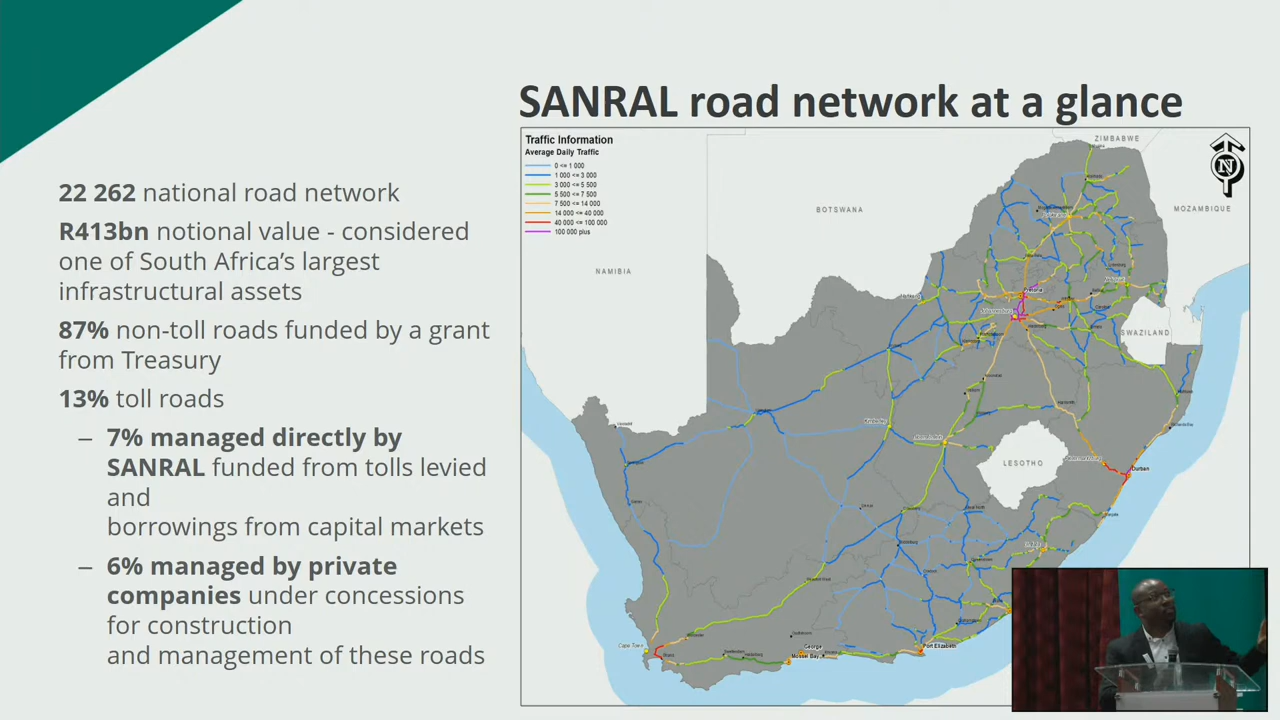 SANRAL road network at a glance
22 262 national road network
R413bn notional value - considered
one of South Africa's largest
infrastructural assets
87% non-toll roads funded by a grant
from Treasury
13% toll roads
– 7% managed directly by
SANRAL funded from tolls levied
and
borrowings from capital markets
– 6% managed by private
companies under concessions
for construction
and management of these roads
Traffic Information
Average Daily Traffic
0 <= 1 000
1 000 <= 3 000
3 000 <= 5 500
5 500 <= 7 500
7 500 <= 14 000
14 000 <= 40 000
40 000 <= 100 000
100 000 plus
ZIMBABWE
N
BOTSWANA
MOZAMBIQUE
NAMIBIA
Pretoria
Johannesburg
SWAZILAND
Kimberley
LESOTHO
Durban
Cape Town
George
Mossel Bay
Port Elizabeth